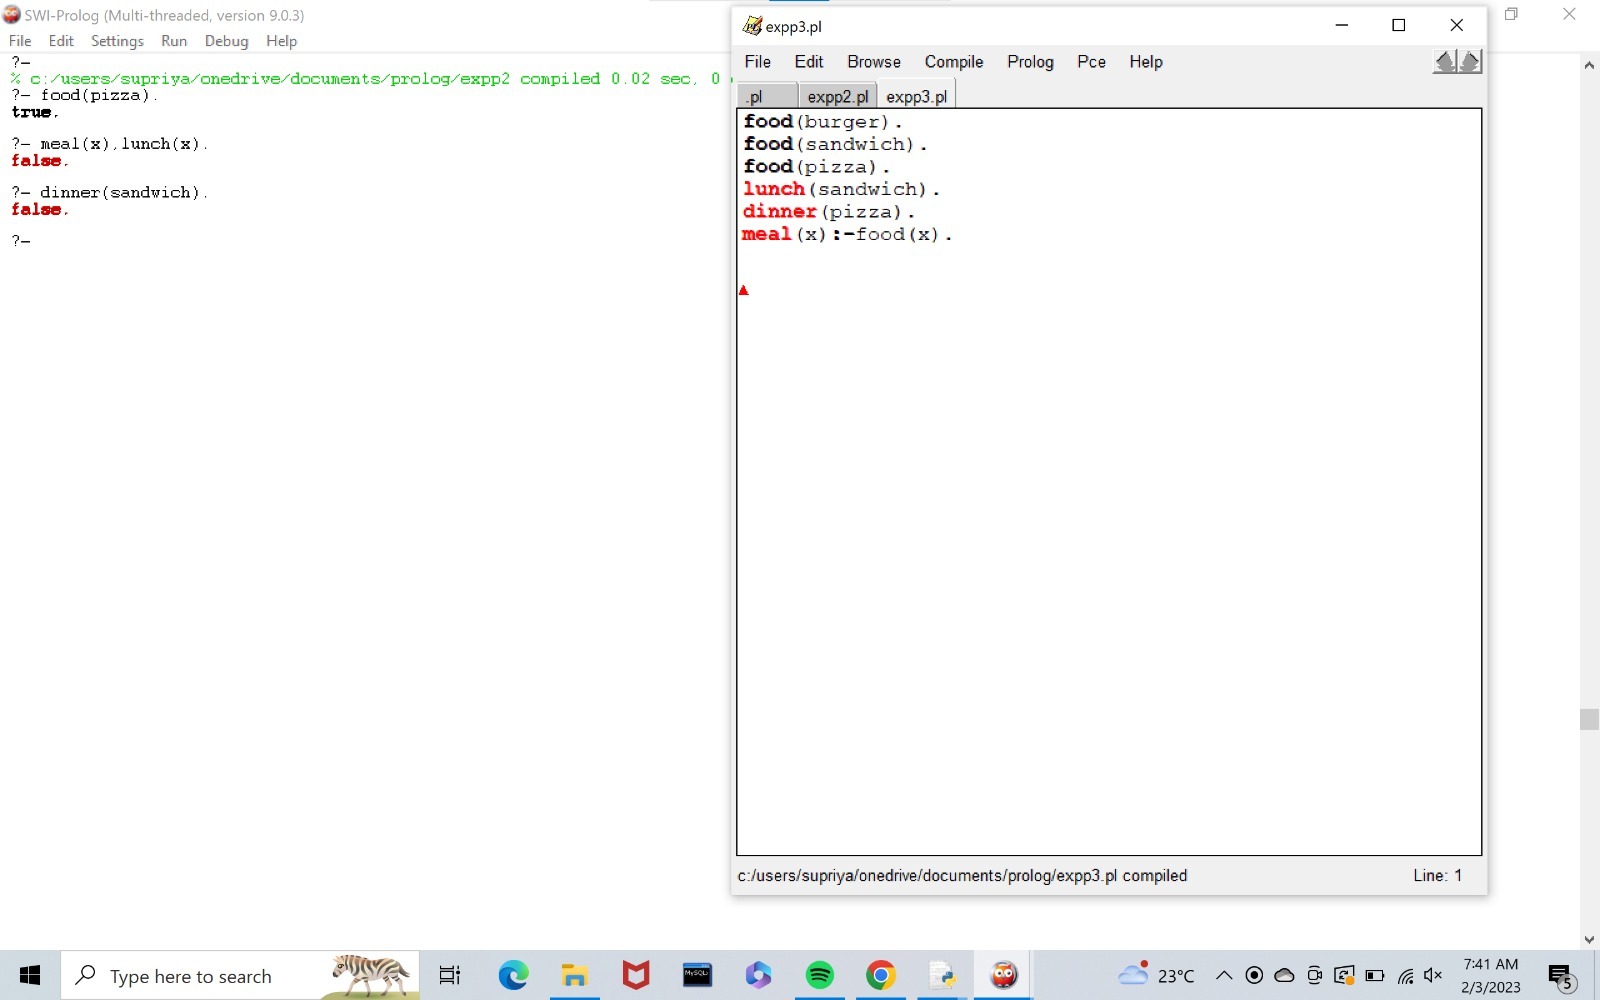 SWI-Prolog (Multi-threaded, version 9.0.3)
File Edit Settings Run Debug Help
?-
% c:/users/supriya/onedrive/documents/prolog/expp2 compiled 0.02 sec, 0
?- food(pizza).
true.
?- meal(x),lunch(x).
false.
?- dinner(sandwich).
false.
?-
expp3.pl
File Edit Browse Compile Prolog Pce Help
.pl expp2.pl expp3.pl
food(burger).
food(sandwich).
food(pizza).
lunch(sandwich).
dinner(pizza).
meal(x):-food(x).
c:/users/supriya/onedrive/documents/prolog/expp3.pl compiled Line: 1
Type here to search
MySQL
23°C
7:41 AM
2/3/2023
5